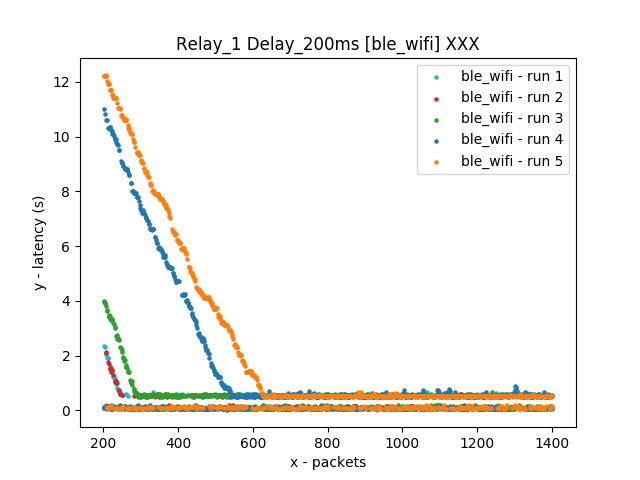 Relay_1 Delay_200ms [ble_wifi] XXX
ble_wifi - run 1
ble_wifi - run 2
ble_wifi - run 3
ble_wifi - run 4
ble_wifi - run 5
y - latency (s)
12
10
8
6
4
2
0
200 400 600 800 1000 1200 1400
x - packets